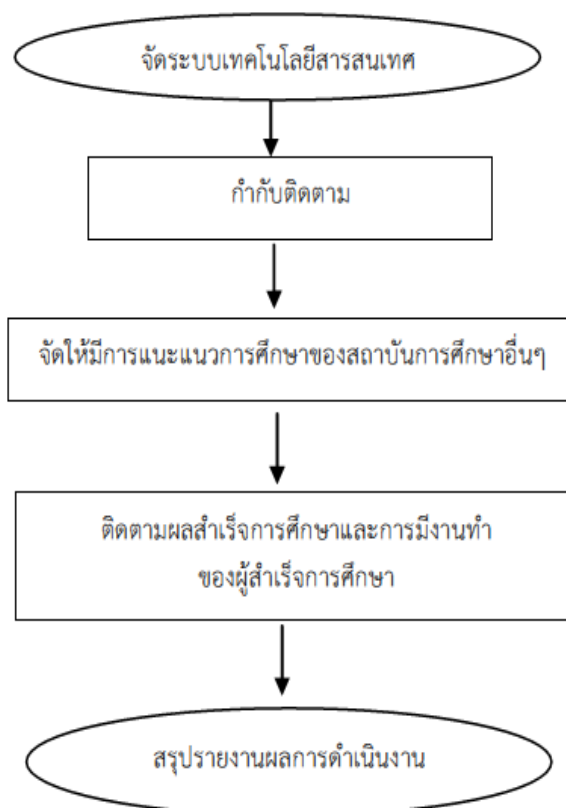 จัดระบบเทคโนโลยีสารสนเทศ
กำกับติดตาม
จัดให้มีการแนะแนวการศึกษาของสถาบันการศึกษาอื่นๆ
ติดตามผลสำเร็จการศึกษาและการมีงานทำ
ของผู้สำเร็จการศึกษา
สรุปรายงานผลการดำเนินงาน